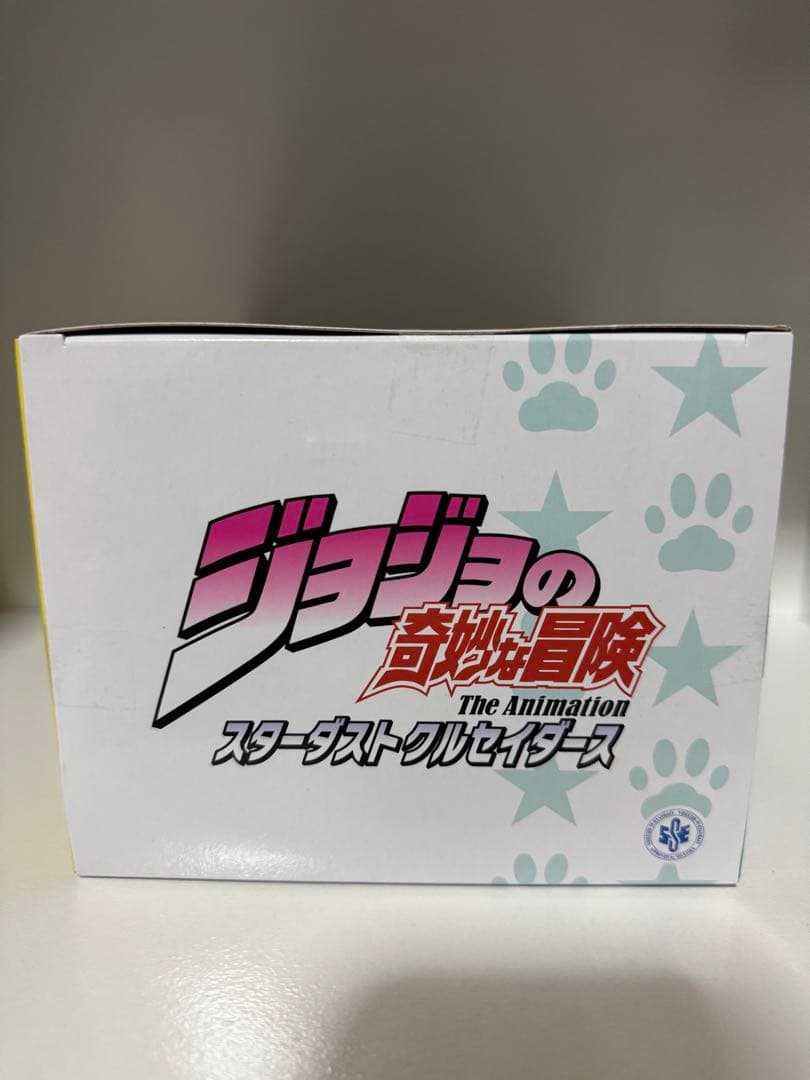 ジョジョの
奇妙な冒険
The Animation
スターダスト クルセイダース
SSE